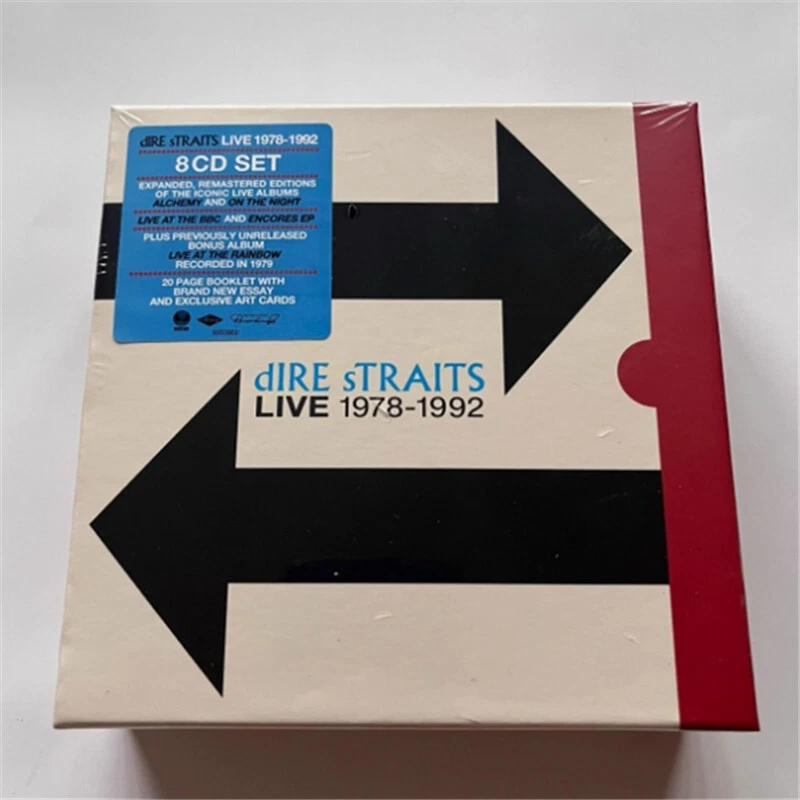 dIRE sTRAITS LIVE 1978-1992
8CD SET
EXPANDED, REMASTERED EDITIONS
OF THE ICONIC LIVE ALBUMS
ALCHEMY AND ON THE NIGHT
LIVE AT THE BBC AND ENCORES EP
PLUS PREVIOUSLY UNRELEASED
BONUS ALBUM
LIVE AT THE RAINBOW
RECORDED IN 1979
20 PAGE BOOKLET WITH
BRAND NEW ESSAY
AND EXCLUSIVE ART CARDS
dIRE sTRAITS
LIVE 1978-1992